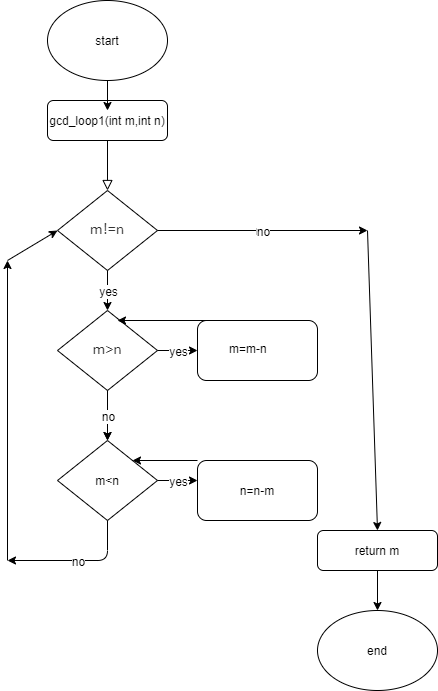 start
gcd_loop1(int m,int n)
m!=n
no
yes
m>n
yes
m=m-n
no
m<n
yes
n=n-m
no
return m
end